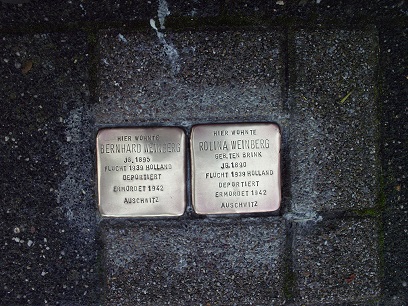 HIER WOHNTE
BERNHARD WEINBERG
JG. 1895
FLUCHT 1939 HOLLAND
DEPORTIERT
ERMORDET 1942
AUSCHWITZ
HIER WOHNTE
ROLINA WEINBERG
GEB. TEN BRINK
JG. 1890
FLUCHT 1939 HOLLAND
DEPORTIERT
ERMORDET 1942
AUSCHWITZ